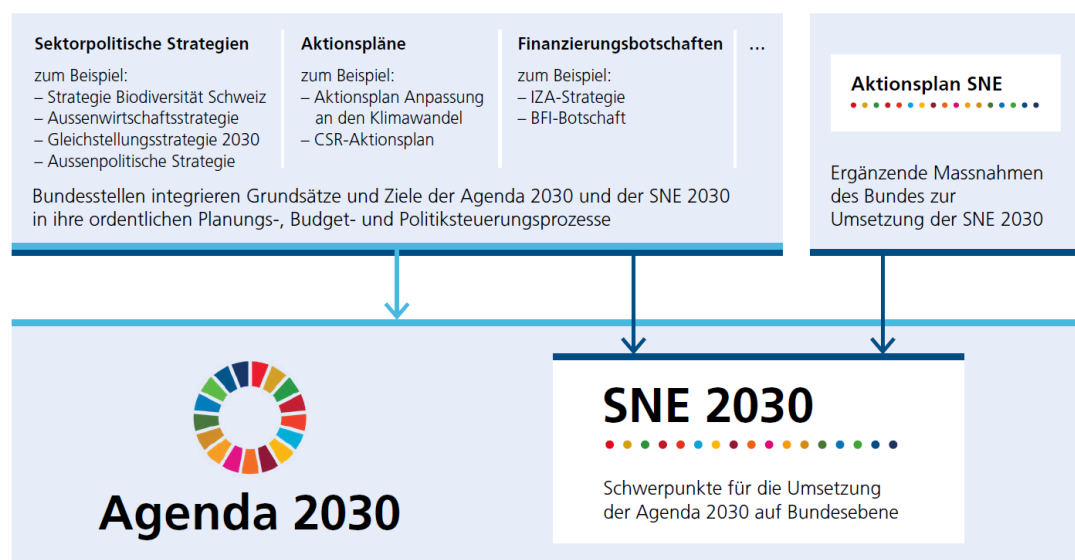 Sektorpolitische Strategien
zum Beispiel:
– Strategie Biodiversität Schweiz
– Aussenwirtschaftsstrategie
– Gleichstellungsstrategie 2030
– Aussenpolitische Strategie
Aktionspläne
zum Beispiel:
– Aktionsplan Anpassung
an den Klimawandel
– CSR-Aktionsplan
Finanzierungsbotschaften
zum Beispiel:
– IZA-Strategie
– BFI-Botschaft
...
Bundesstellen integrieren Grundsätze und Ziele der Agenda 2030 und der SNE 2030
in ihre ordentlichen Planungs-, Budget- und Politiksteuerungsprozesse
Aktionsplan SNE
Ergänzende Massnahmen
des Bundes zur
Umsetzung der SNE 2030
Agenda 2030
SNE 2030
Schwerpunkte für die Umsetzung
der Agenda 2030 auf Bundesebene